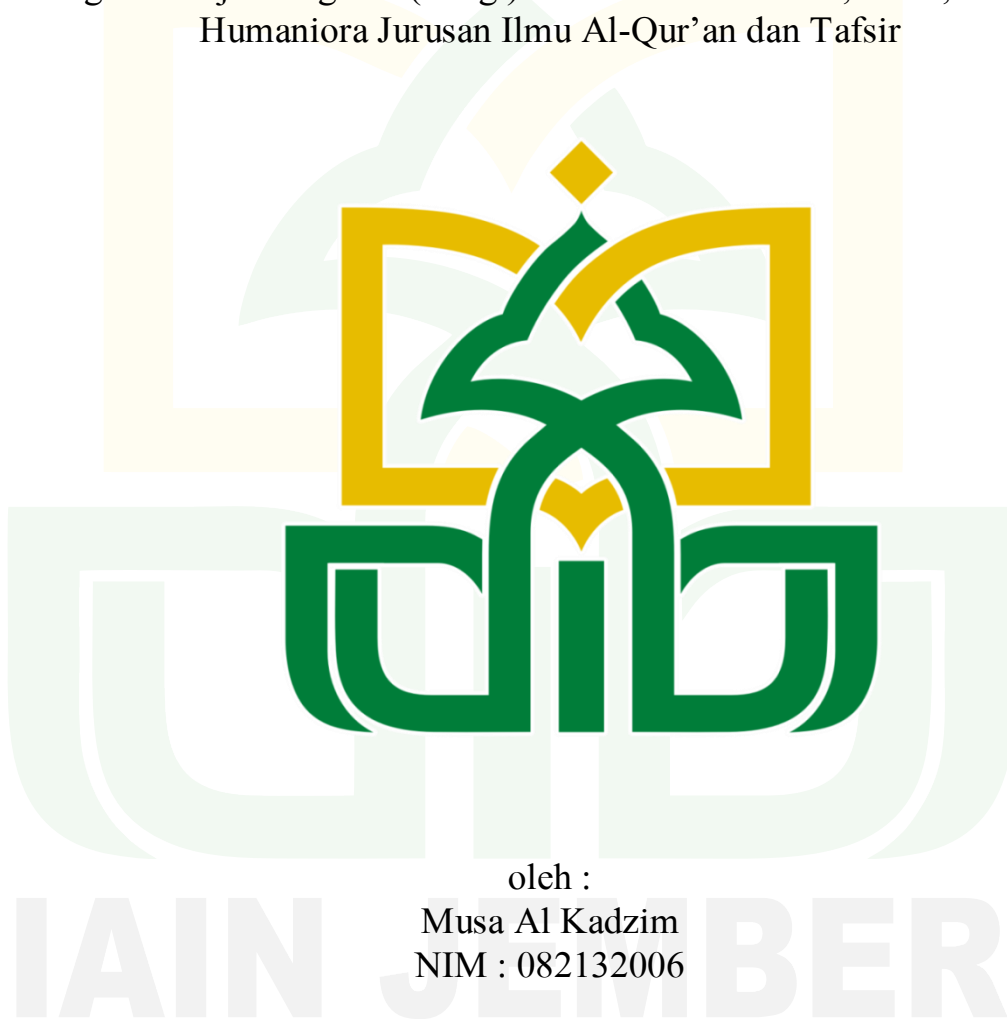 Humaniora Jurusan Ilmu Al-Qur’an dan Tafsir
oleh :
Musa Al Kadzim
NIM : 082132006
IAIN JEMBER